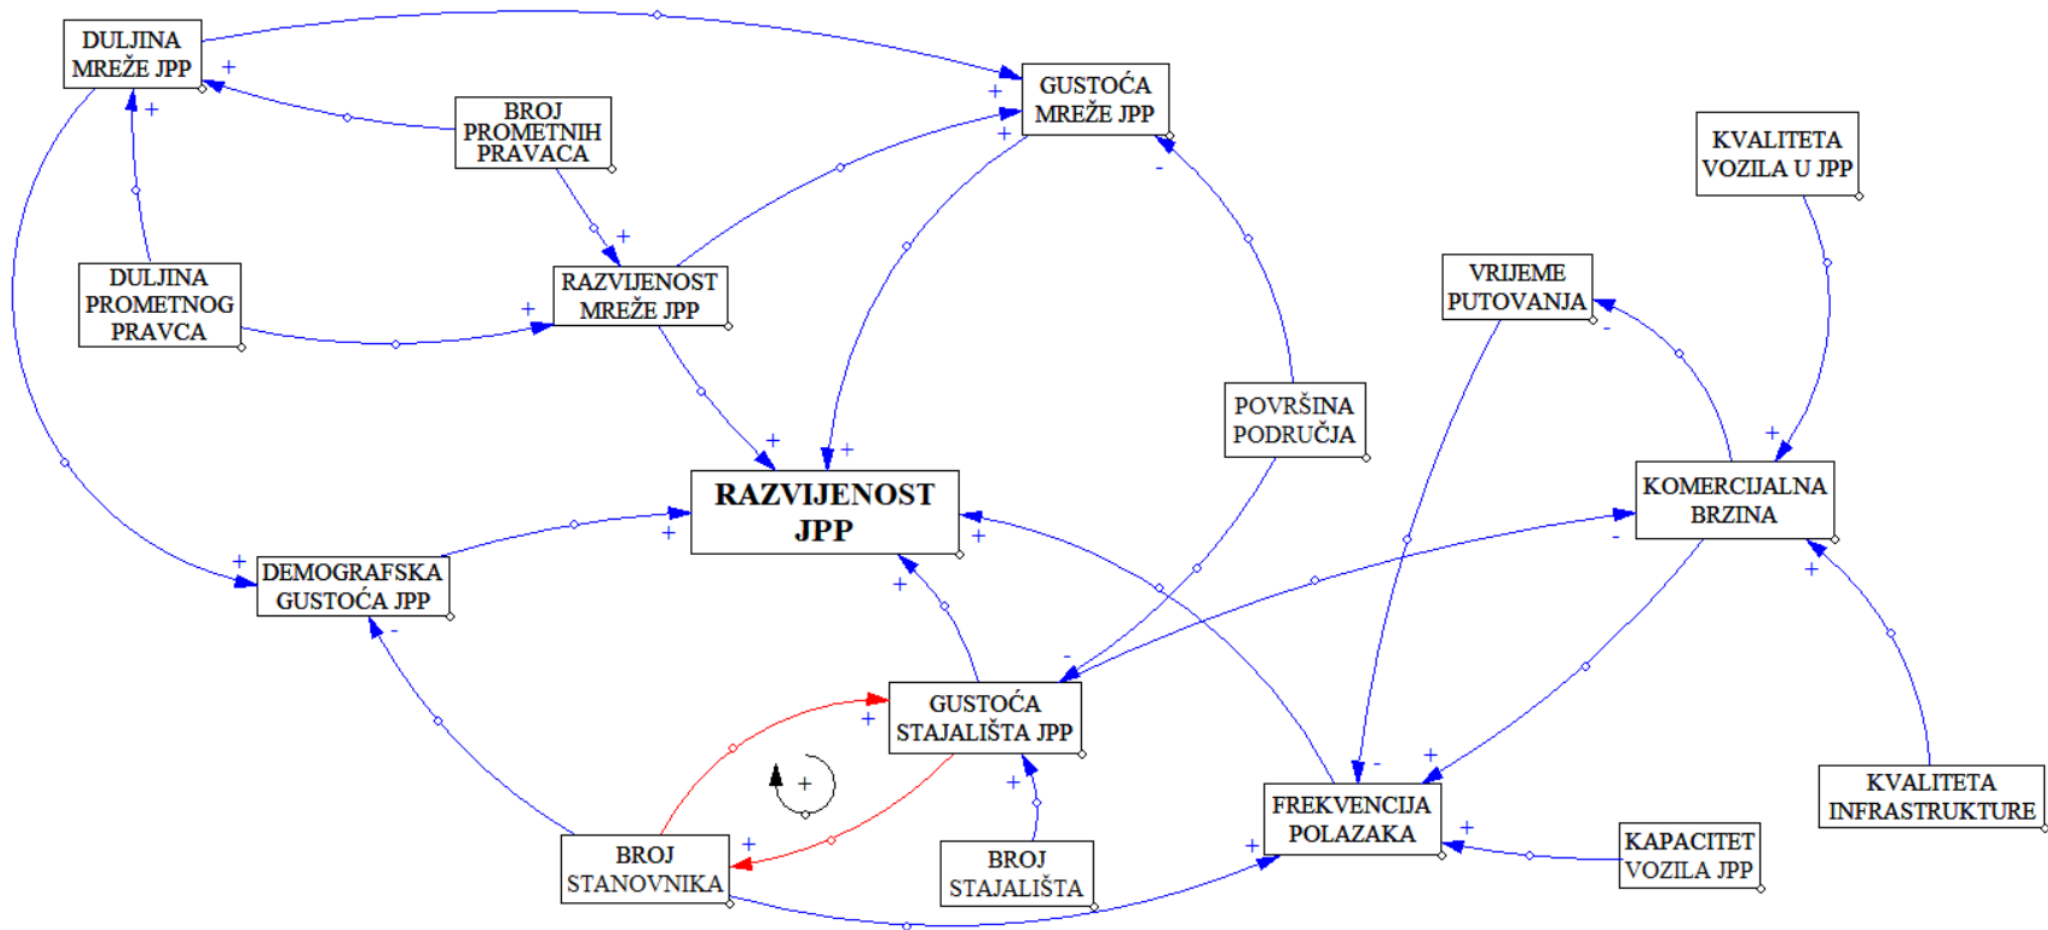 DULJINA
MREŽE JPP
+
+
BROJ
PROMETNIH
PRAVACA
GUSTOĆA
MREŽE JPP
+
+
-
KVALITETA
VOZILA U JPP
DULJINA
PROMETNOG
PRAVCA
+
RAZVIJENOST
MREŽE JPP
+
VRIJEME
PUTOVANJA
-
POVRŠINA
PODRUČJA
+
+
RAZVIJENOST
JPP
+
+
+
KOMERCIJALNA
BRZINA
+
-
+
DEMOGRAFSKA
GUSTOĆA JPP
+
-
GUSTOĆA
STAJALIŠTA JPP
-
+
+
+
BROJ
STANOVNIKA
+
BROJ
STAJALIŠTA
FREKVENCIJA
POLAZAKA
-
+
+
+
KAPACITET
VOZILA JPP
KVALITETA
INFRASTRUKTURE